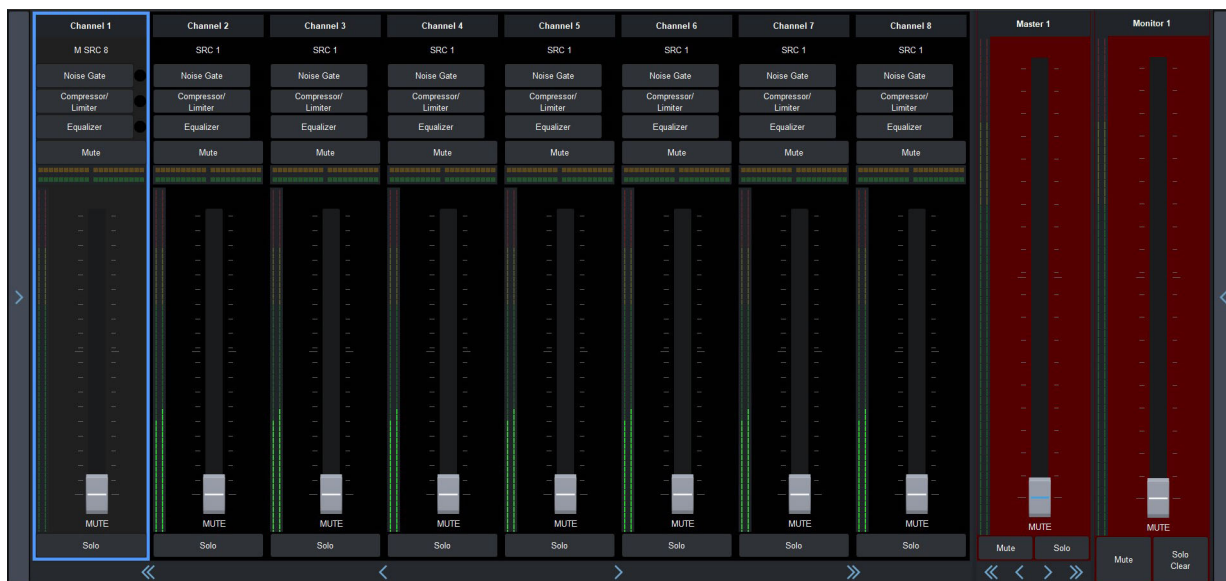 Channel 1 Channel 2 Channel 3 Channel 4 Channel 5 Channel 6 Channel 7 Channel 8 Master 1 Monitor 1
M SRC 8 SRC 1 SRC 1 SRC 1 SRC 1 SRC 1 SRC 1 SRC 1
Noise Gate Noise Gate Noise Gate Noise Gate Noise Gate Noise Gate Noise Gate Noise Gate
Compressor/ Compressor/ Compressor/ Compressor/ Compressor/ Compressor/ Compressor/ Compressor/
Limiter Limiter Limiter Limiter Limiter Limiter Limiter Limiter
Equalizer Equalizer Equalizer Equalizer Equalizer Equalizer Equalizer Equalizer
Mute Mute Mute Mute Mute Mute Mute Mute
MUTE MUTE MUTE MUTE MUTE MUTE MUTE MUTE MUTE MUTE
Solo Solo Solo Solo Solo Solo Solo Solo Mute Solo Mute Solo
Clear